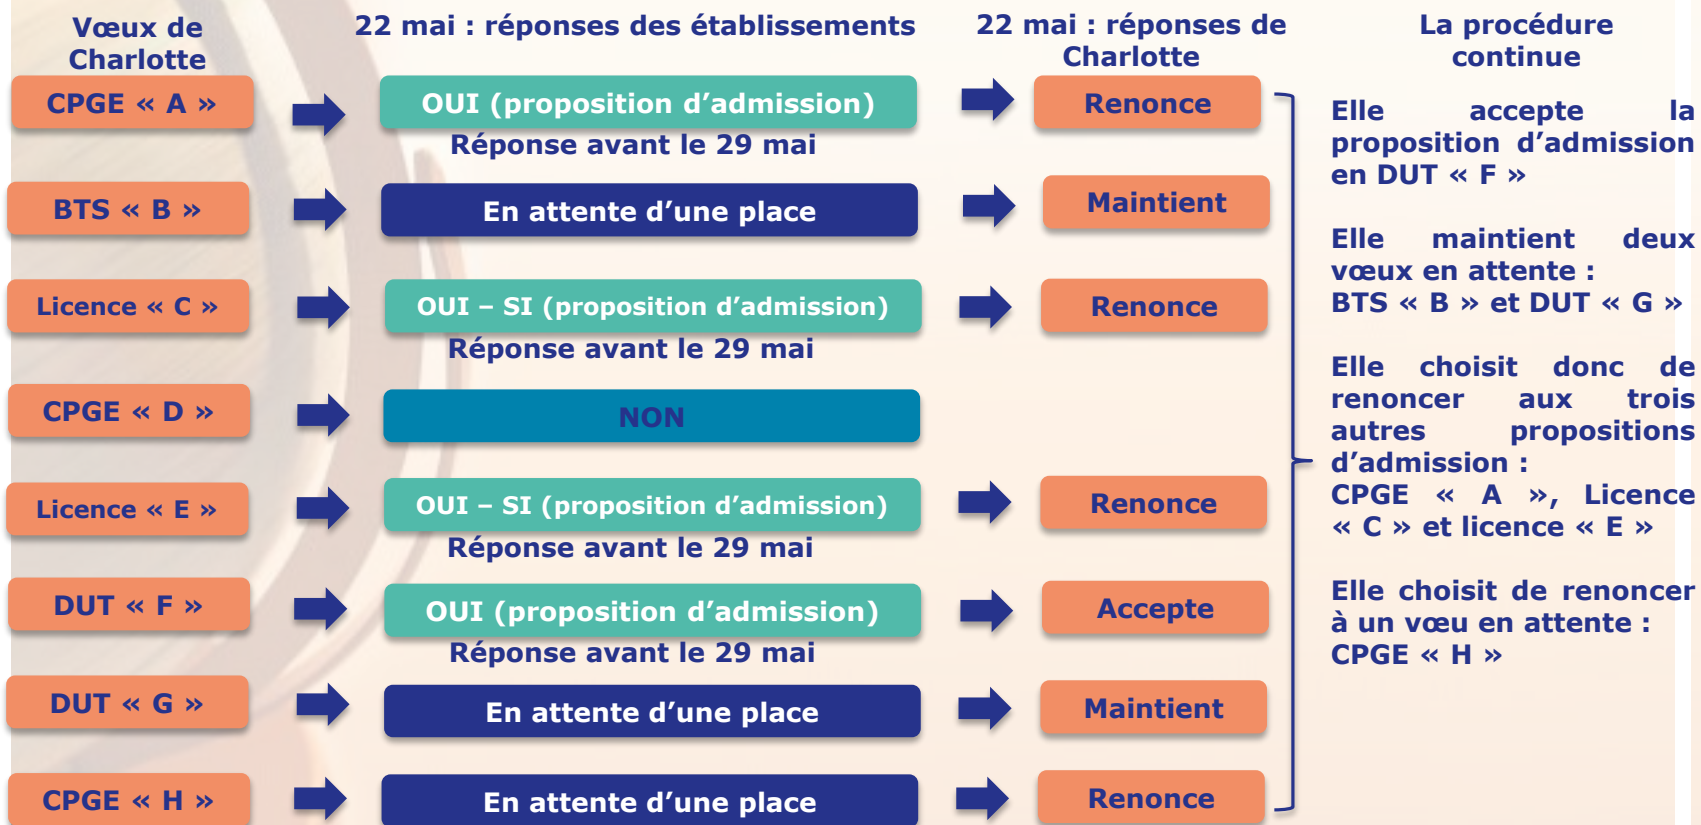 Vœux de
Charlotte
22 mai : réponses des établissements
22 mai : réponses de
Charlotte
La procédure
continue
CPGE « A »
OUI (proposition d’admission)
Réponse avant le 29 mai
Renonce
BTS « B »
En attente d’une place
Maintient
Licence « C »
OUI – SI (proposition d’admission)
Réponse avant le 29 mai
Renonce
CPGE « D »
NON
Licence « E »
OUI – SI (proposition d’admission)
Réponse avant le 29 mai
Renonce
DUT « F »
OUI (proposition d’admission)
Réponse avant le 29 mai
Accepte
DUT « G »
En attente d’une place
Maintient
CPGE « H »
En attente d’une place
Renonce
Elle accepte la
proposition d’admission
en DUT « F »
Elle maintient deux
vœux en attente :
BTS « B » et DUT « G »
Elle choisit donc de
renoncer aux trois
autres propositions
d’admission :
CPGE « A », Licence
« C » et licence « E »
Elle choisit de renoncer
à un vœu en attente :
CPGE « H »